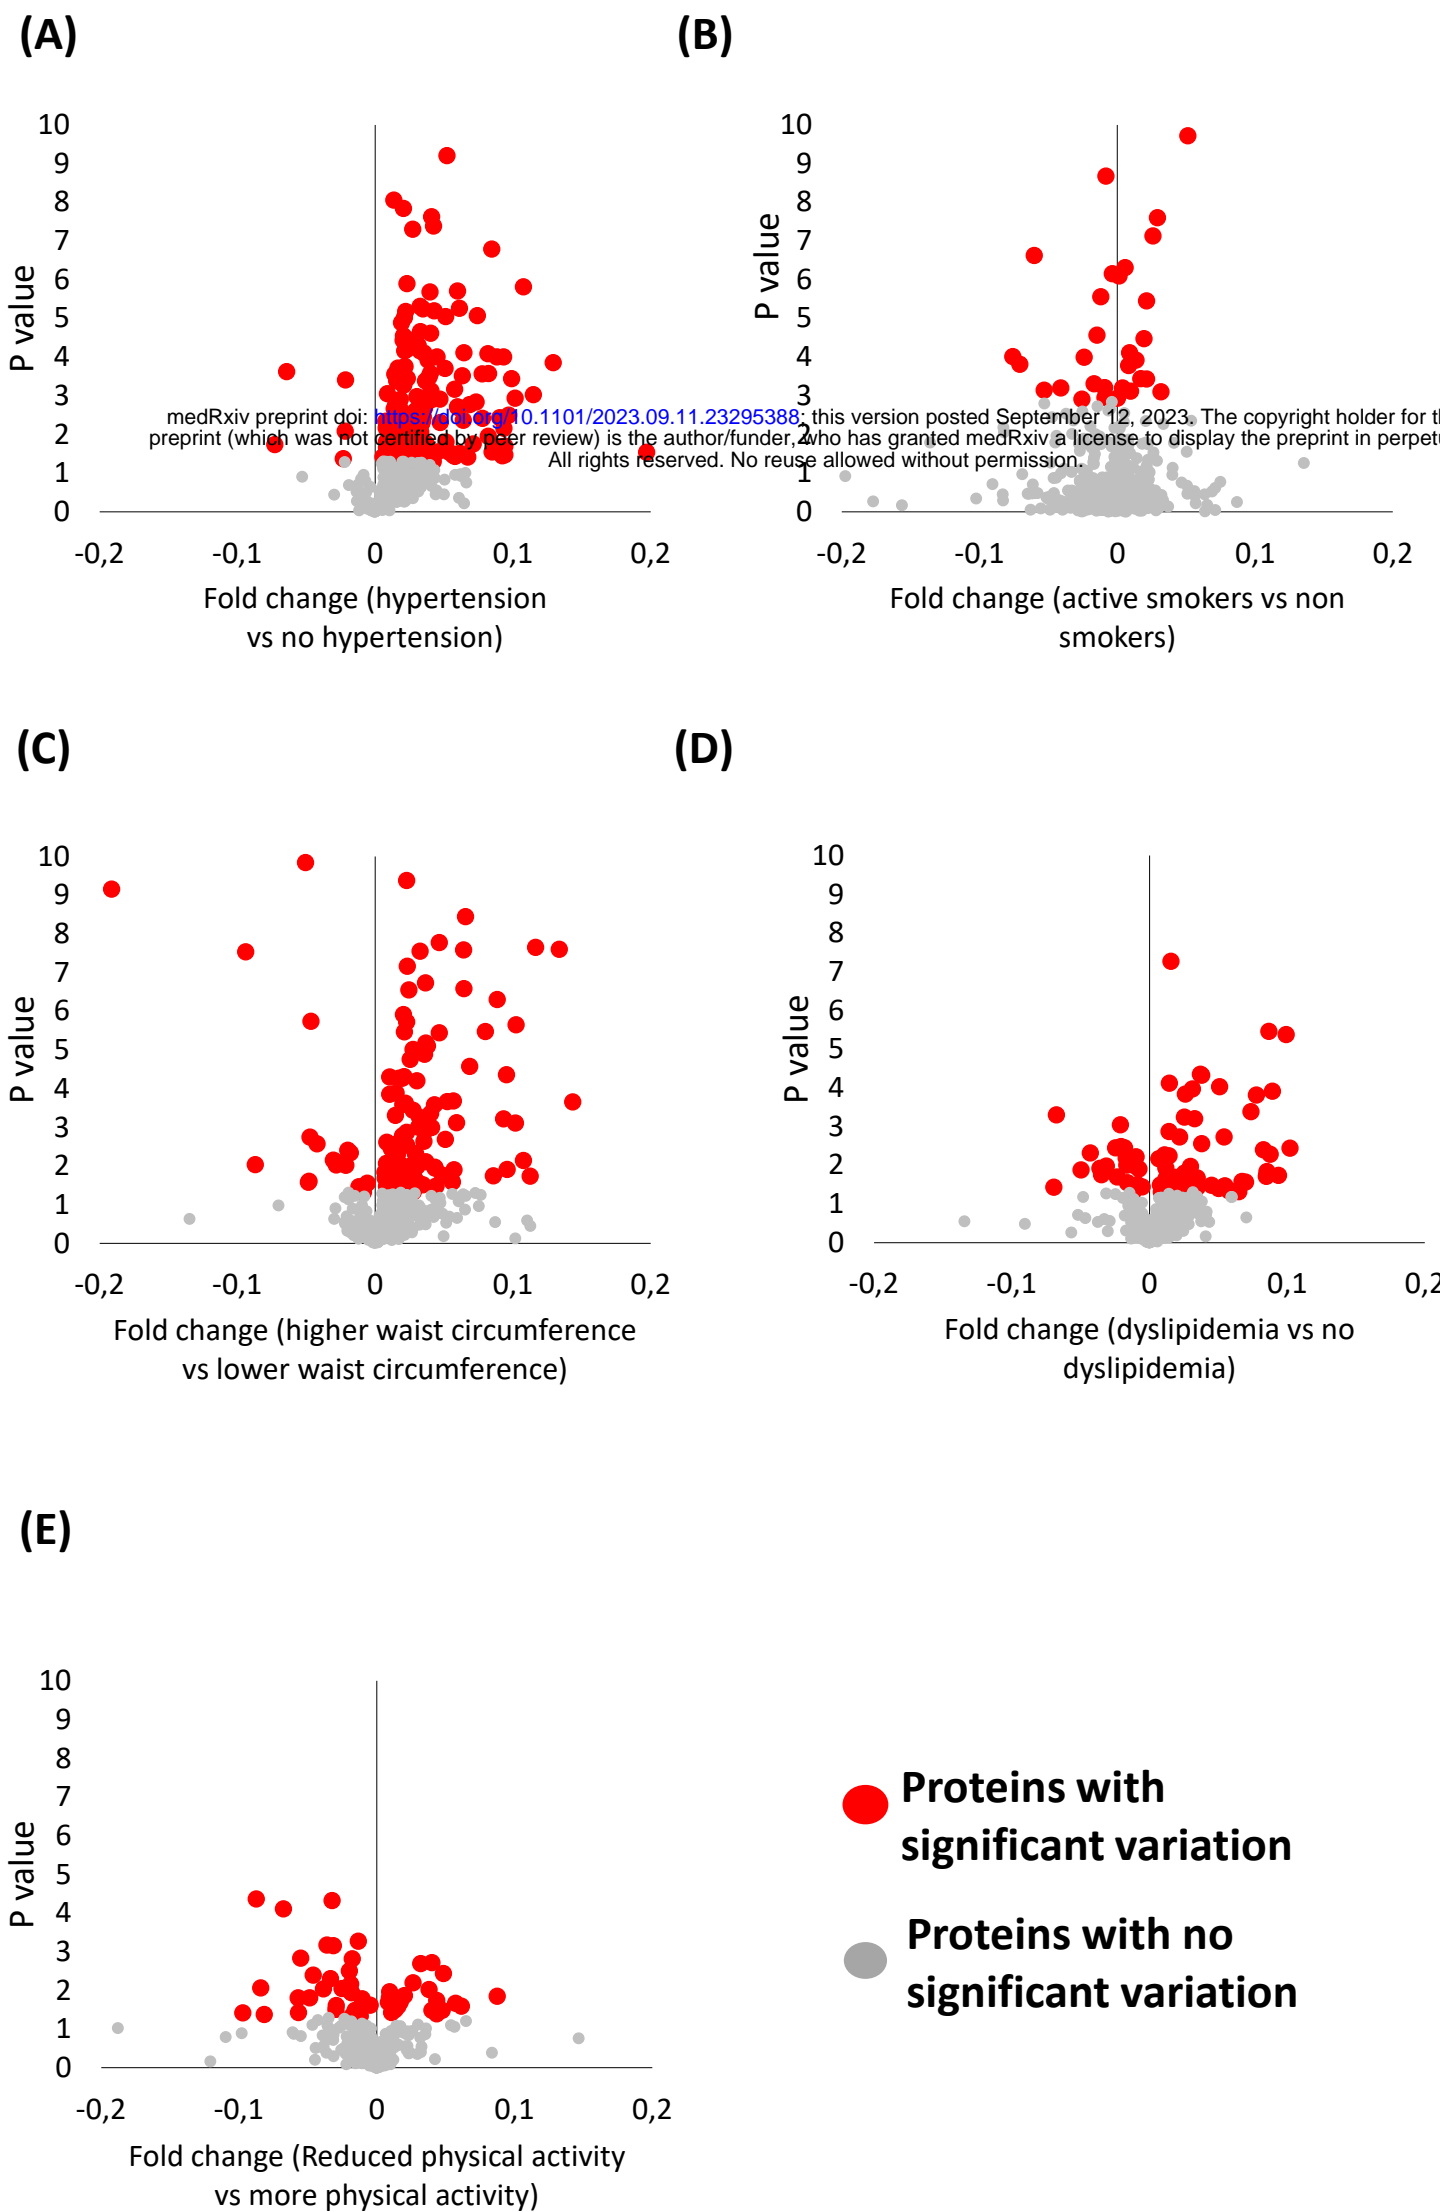 (A)
(B)
10
9
8
7
6
5
4
3
2
1
0
P value
-0,2
-0,1
0
0,1
0,2
Fold change (hypertension
vs no hypertension)
10
9
8
7
6
5
4
3
2
1
0
P value
-0,2
-0,1
0
0,1
0,2
Fold change (active smokers vs non
smokers)
medRxiv preprint doi: https://doi.org/10.1101/2023.09.11.23295388; this version posted September 12, 2023. The copyright holder for
preprint (which was not certified by peer review) is the author/funder, who has granted medRxiv a license to display the preprint in
All rights reserved. No reuse allowed without permission.
(C)
(D)
10
9
8
7
6
5
4
3
2
1
0
P value
-0,2
-0,1
0
0,1
0,2
Fold change (higher waist circumference
vs lower waist circumference)
10
9
8
7
6
5
4
3
2
1
0
P value
-0,2
-0,1
0
0,1
0,2
Fold change (dyslipidemia vs no
dyslipidemia)
(E)
10
9
8
7
6
5
4
3
2
1
0
P value
-0,2
-0,1
0
0,1
0,2
Fold change (Reduced physical activity
vs more physical activity)
Proteins with
significant variation
Proteins with no
significant variation